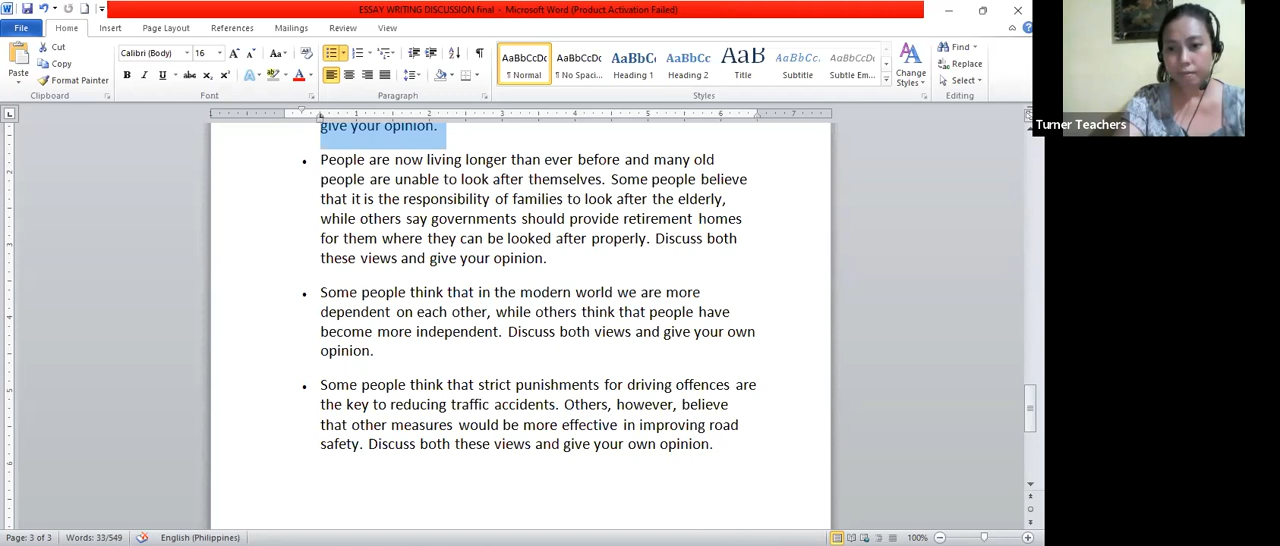 ESSAY WRITING DISCUSSION final - Microsoft Word (Product Activation Failed)
File Home Insert Page Layout References Mailings Review View
Cut
Copy
Format Painter
Paste
Clipboard
Calibri (Body) 16
Font
Paragraph
AaBbCcDc AaBbCcDc AaBbC( AaBbCc AaB AaBbCc. AaBbCcDc
¶ Normal ¶ No Spaci... Heading 1 Heading 2 Title Subtitle Subtle Em...
Change
Styles
Styles
Find
Replace
Select
Editing
Turner Teachers
give your opinion.
• People are now living longer than ever before and many old
people are unable to look after themselves. Some people believe
that it is the responsibility of families to look after the elderly,
while others say governments should provide retirement homes
for them where they can be looked after properly. Discuss both
these views and give your opinion.
• Some people think that in the modern world we are more
dependent on each other, while others think that people have
become more independent. Discuss both views and give your own
opinion.
• Some people think that strict punishments for driving offences are
the key to reducing traffic accidents. Others, however, believe
that other measures would be more effective in improving road
safety. Discuss both these views and give your own opinion.
Page: 3 of 3 Words: 33/549 English (Philippines) 100%